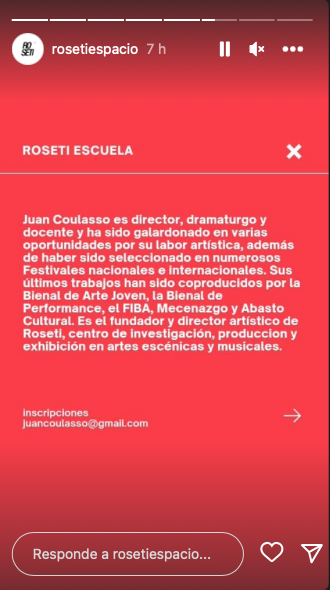 RO
SETI
rosetiespacio 7 h
ROSETI ESCUELA
Juan Coulasso es director, dramaturgo y
docente y ha sido galardonado en varias
oportunidades por su labor artística, además
de haber sido seleccionado en numerosos
Festivales nacionales e internacionales. Sus
últimos trabajos han sido coproducidos por la
Bienal de Arte Joven, la Bienal de
Performance, el FIBA, Mecenazgo y Abasto
Cultural. Es el fundador y director artístico de
Roseti, centro de investigación, produccion y
exhibición en artes escénicas y musicales.
inscripciones
juancoulasso@gmail.com
Responde a rosetiespacio...